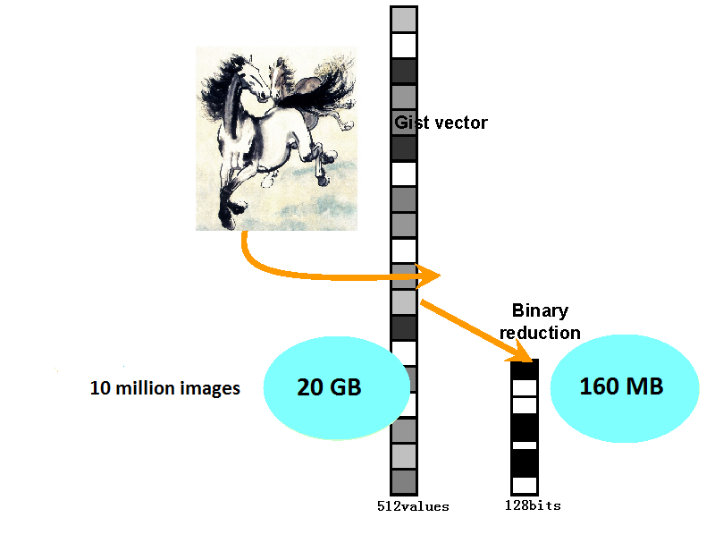 Gist vector
Binary
reduction
10 million images
20 GB
160 MB
512values
128bits